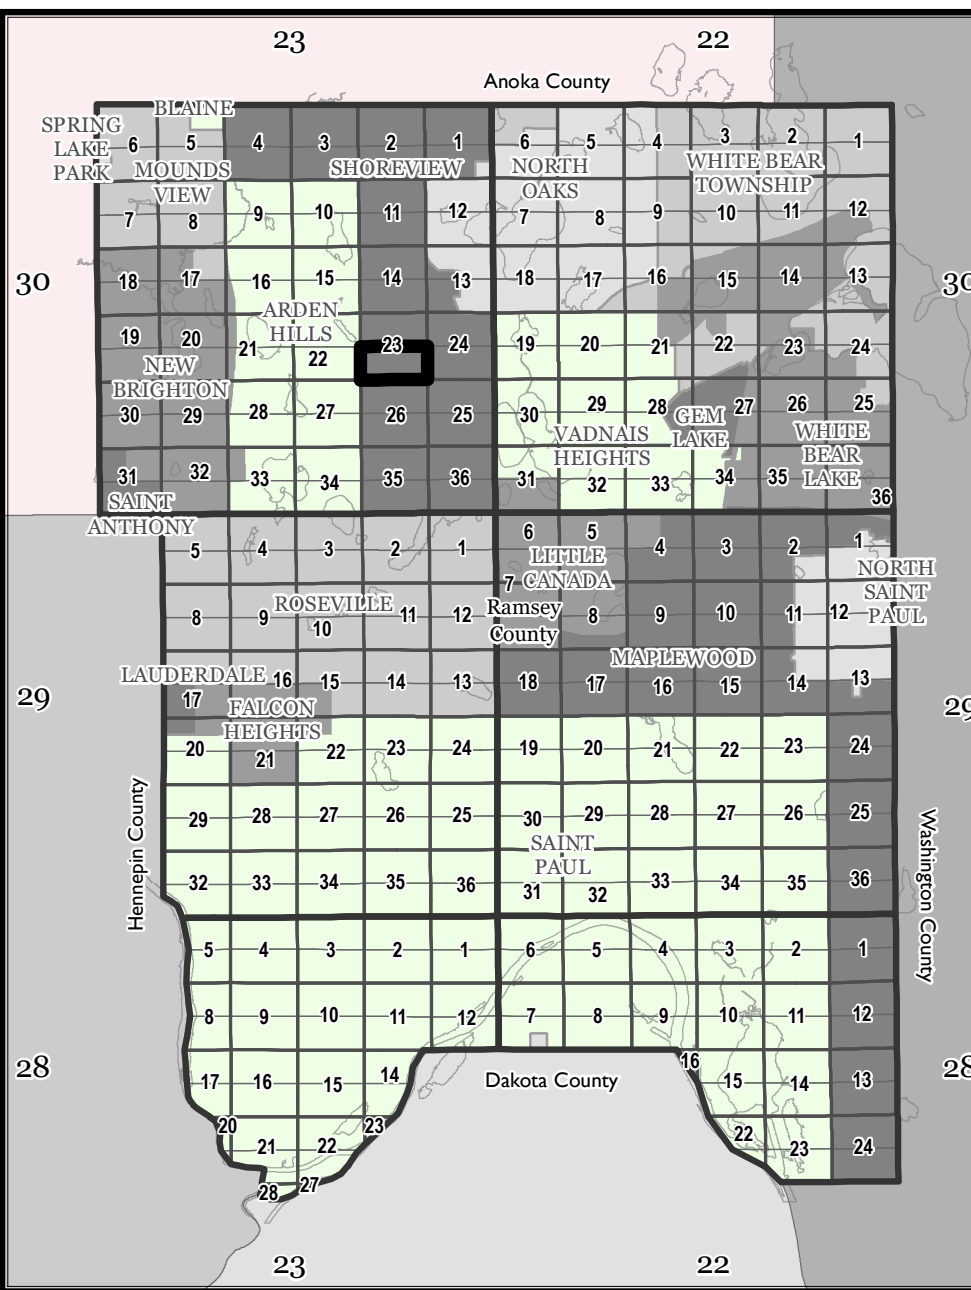 23 22
Anoka County
BLAINE
SPRING
LAKE
PARK
6 5 4 3 2 1 6 5 4 3 2 1
MOUNDS
VIEW
SHOREVIEW
NORTH
OAKS
WHITE BEAR
TOWNSHIP
7 8 9 10 11 12 7 8 9 10 11 12
30 18 17 16 15 14 13 18 17 16 15 14 13 30
ARDEN
HILLS
19 20 21 22 23 24 19 20 21 22 23 24
NEW
BRIGHTON
30 29 28 27 26 25 30 29 28 27 26 25
GEM
LAKE
VADNAIS
HEIGHTS
WHITE
BEAR
LAKE
31 32 33 34 35 36 31 32 33 34 35 36
SAINT
ANTHONY
5 4 3 2 1 6 5 4 3 2 1
LITTLE
CANADA
NORTH
SAINT
PAUL
8 9 10 11 12 7 8 9 10 11 12
ROSEVILLE
Ramsey
County
MAPLEWOOD
LAUDERDALE
29 17 16 15 14 13 18 17 16 15 14 13 29
FALCON
HEIGHTS
20 21 22 23 24 19 20 21 22 23 24
Hennepin County
29 28 27 26 25 30 29 28 27 26 25
Washington County
SAINT
PAUL
32 33 34 35 36 31 32 33 34 35 36
5 4 3 2 1 6 5 4 3 2 1
8 9 10 11 12 7 8 9 10 11 12
28 17 16 15 14 16 15 14 13 28
Dakota County
20 21 22 23 22 23 24
28 27
23 22